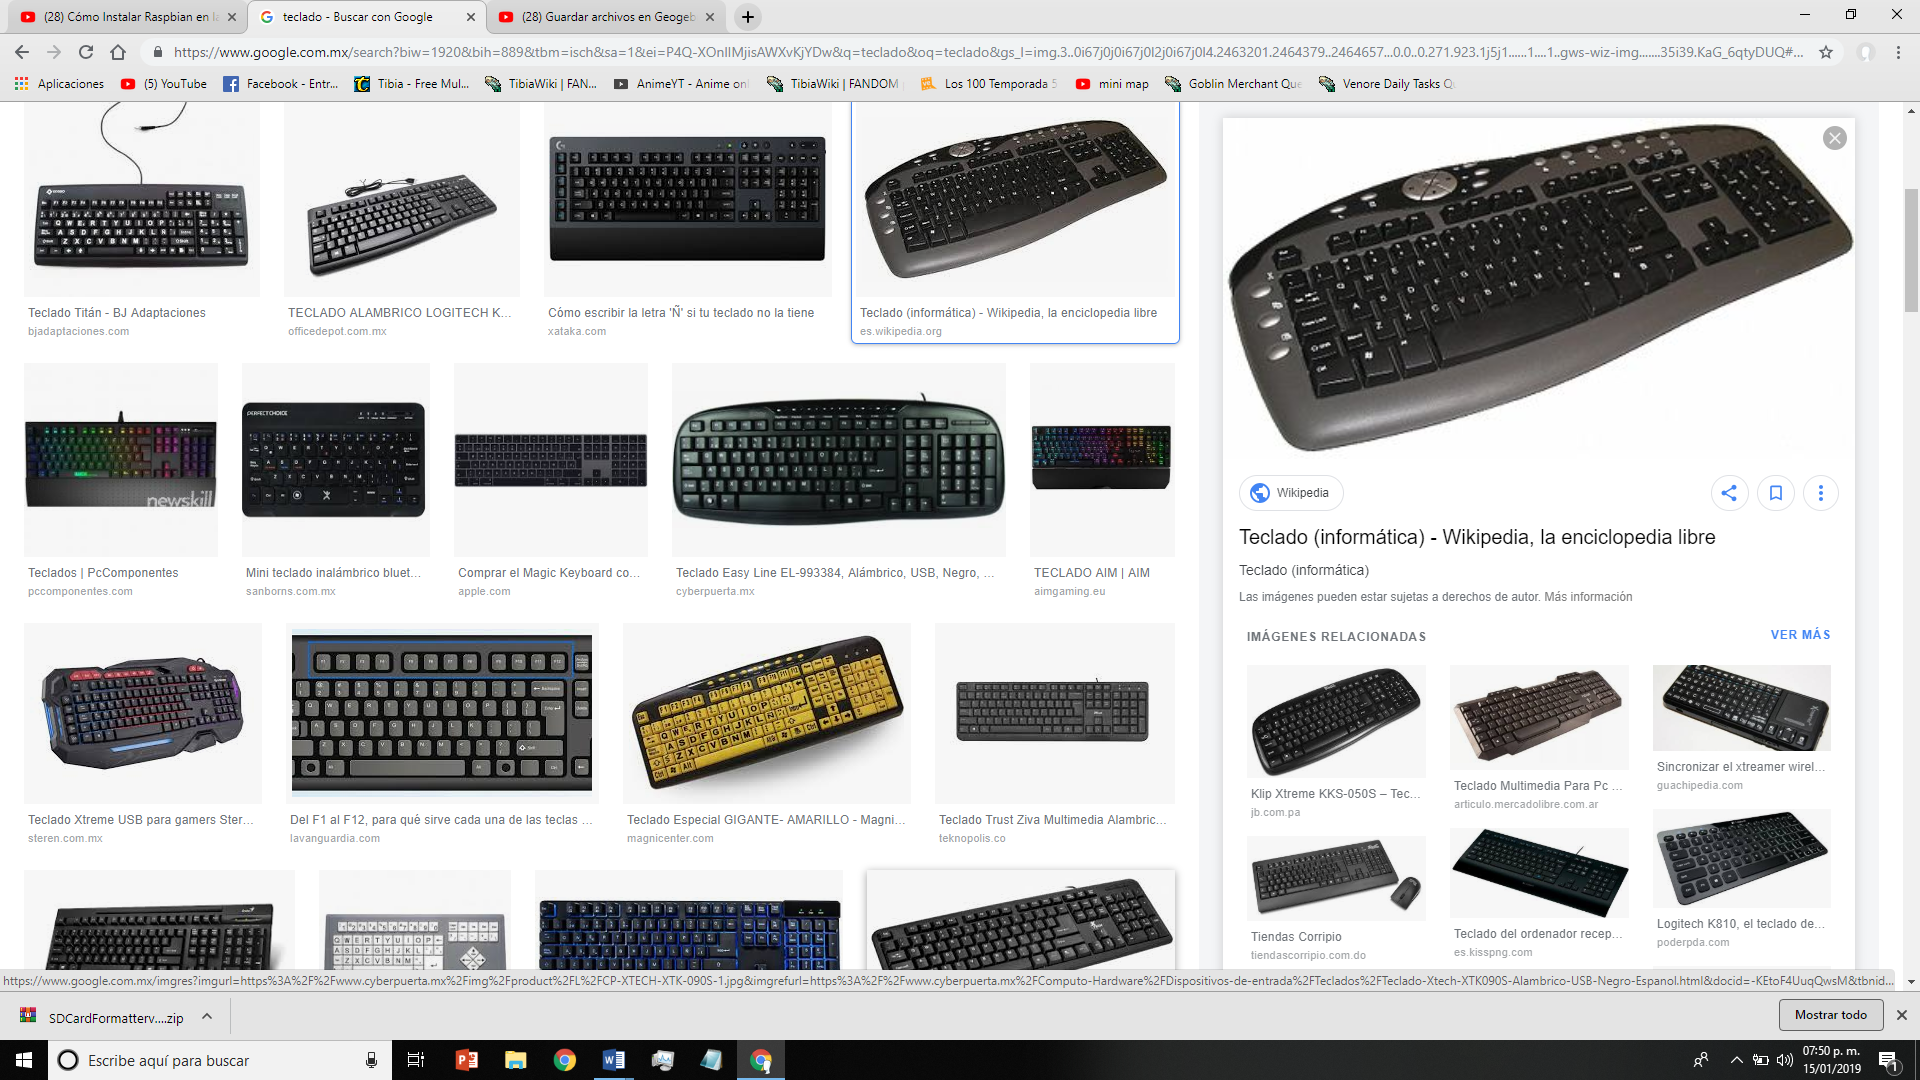 (28) Cómo Instalar Raspbian en la
teclado - Buscar con Google
(28) Guardar archivos en Geogeb
https://www.google.com.mx/search?biw=1920&bih=889&tbm=isch&sa=1&ei=P4Q-XOnIIMjisAWXvKjYDw&q=teclado&oq=teclado&gs_l=img.3..0i67j0j0i67j0l2j0i67j0l4.2463201.2464379..2464657...0.0..0.271.923.1j5j1......1....1..gws-wiz-img.......35i39.KaG_6qtyDUQ#...
Aplicaciones
(5) YouTube
Facebook - Entr...
Tibia - Free Mul...
TibiaWiki | FAN...
AnimeYT - Anime onl
TibiaWiki | FANDOM
Los 100 Temporada 5
mini map
Goblin Merchant Que
Venore Daily Tasks Q
Teclado Titán - BJ Adaptaciones
bjadaptaciones.com
TECLADO ALAMBRICO LOGITECH K...
officedepot.com.mx
Cómo escribir la letra 'Ñ' si tu teclado no la tiene
xataka.com
Teclado (informática) - Wikipedia, la enciclopedia libre
es.wikipedia.org
newskill
PERFECT CHOICE
Teclados | PcComponentes
pccomponentes.com
Mini teclado inalámbrico bluet...
sanborns.com.mx
Comprar el Magic Keyboard co...
apple.com
Teclado Easy Line EL-993384, Alámbrico, USB, Negro, ...
cyberpuerta.mx
TECLADO AIM | AIM
aimgaming.eu
Teclado Xtreme USB para gamers Ster...
steren.com.mx
Del F1 al F12, para qué sirve cada una de las teclas ...
lavanguardia.com
Teclado Especial GIGANTE- AMARILLO - Magni...
magnicenter.com
Teclado Trust Ziva Multimedia Alambric...
teknopolis.co
Wikipedia
Teclado (informática) - Wikipedia, la enciclopedia libre
Teclado (informática)
Las imágenes pueden estar sujetas a derechos de autor. Más información
IMÁGENES RELACIONADAS
VER MÁS
Klip Xtreme KKS-050S – Tec...
jb.com.pa
Teclado Multimedia Para Pc ...
articulo.mercadolibre.com.ar
Sincronizar el xtreamer wirel...
guachipedia.com
Tiendas Corripio
tiendascorripio.com.do
Teclado del ordenador recep...
es.kisspng.com
Logitech K810, el teclado de...
poderpda.com
https://www.google.com.mx/imgres?imgurl=https%3A%2F%2Fwww.cyberpuerta.mx%2Fimg%2Fproduct%2FL%2FCP-XTECH-XTK-090S-1.jpg&imgrefurl=https%3A%2F%2Fwww.cyberpuerta.mx%2FComputo-Hardware%2FDispositivos-de-entrada%2FTeclados%2FTeclado-Xtech-XTK090S-Alambrico-USB-Negro-Espanol.html&docid=-KEtoF4UuqQwsM&tbnid...
SDCardFormatterv....zip
Mostrar todo
Escribe aquí para buscar
07:50 p. m.
15/01/2019
1